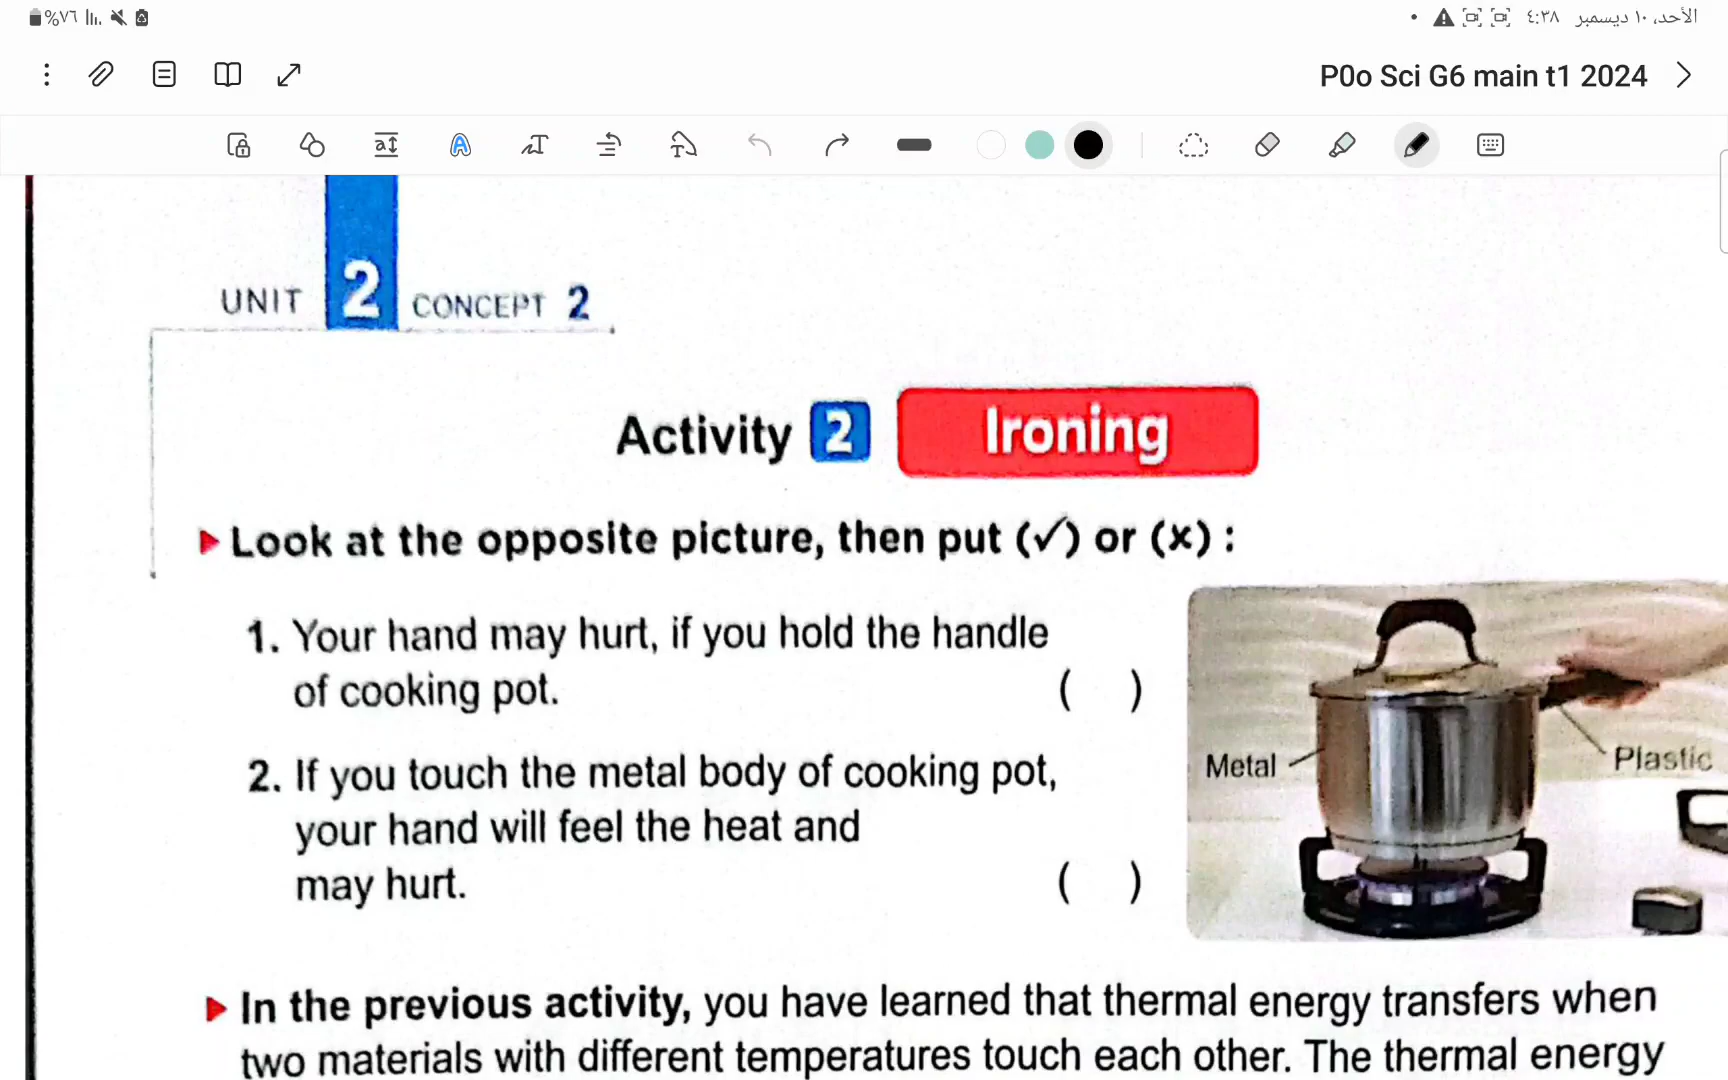 %٧٦
الأحد، ١٠ ديسمبر ٤:٣٨
P0o Sci G6 main t1 2024
UNIT 2 CONCEPT 2
Activity 2 Ironing
Look at the opposite picture, then put (✓) or (x) :
1. Your hand may hurt, if you hold the handle
of cooking pot. ( )
2. If you touch the metal body of cooking pot,
your hand will feel the heat and
may hurt. ( )
Metal
Plastic
In the previous activity, you have learned that thermal energy transfers when
two materials with different temperatures touch each other. The thermal energy